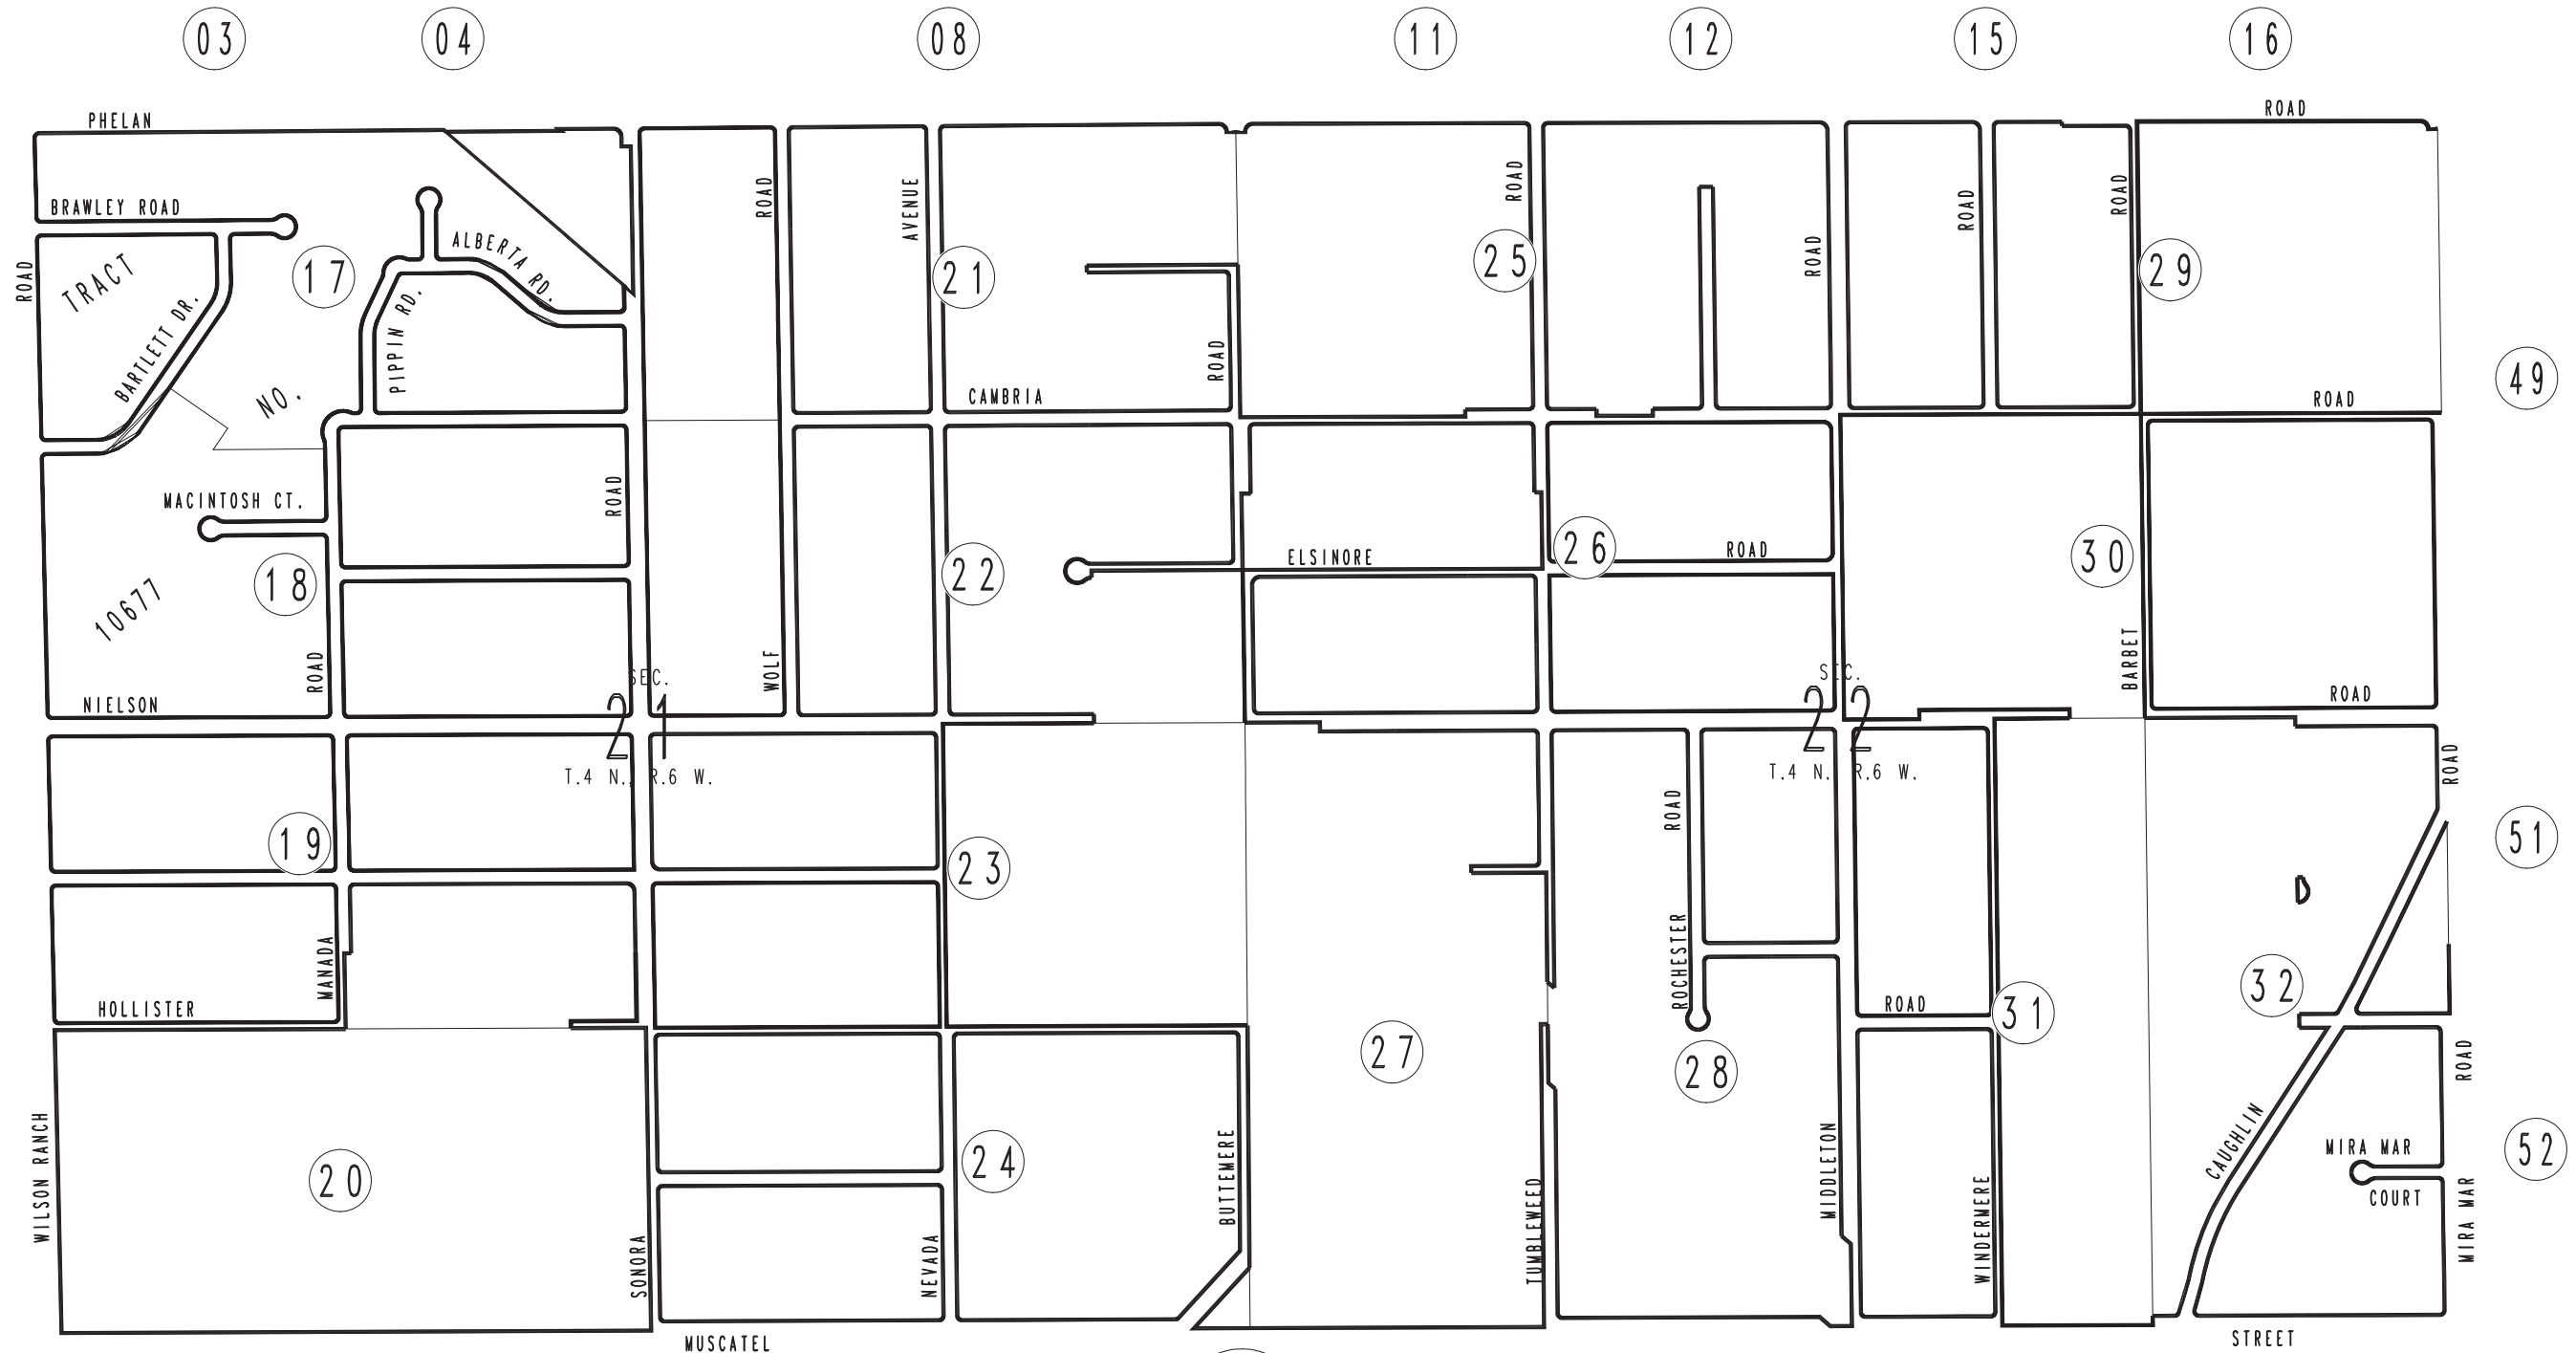 03 04 08 11 12 15 16
PHELAN ROAD
BRAWLEY ROAD
ROAD
AVENUE
ROAD
ROAD
ROAD
ROAD
ALBERTA RD.
ROAD
TRACT
17
21
25
29
ROAD
BARTLETT DR.
PIPPIN RD.
ROAD
49
NO.
CAMBRIA ROAD
MACINTOSH CT.
ROAD
18
22
ELSINORE ROAD
26
30
10677
ROAD
WOLF
BARBET
NIELSON ROAD
SEC.
21
T.4 N., R.6 W.
SEC.
22
T.4 N., R.6 W.
ROAD
ROAD
19
23
51
MANADA
ROCHESTER
HOLLISTER ROAD
32
31
27
28
ROAD
WILSON RANCH
20
24
BUTTEMERE
MIDDLETON
CAUGHLIN
MIRA MAR
COURT
52
SONORA
NEVADA
TUMBLEWEED
WINDERMERE
MIRA MAR
MUSCATEL STREET